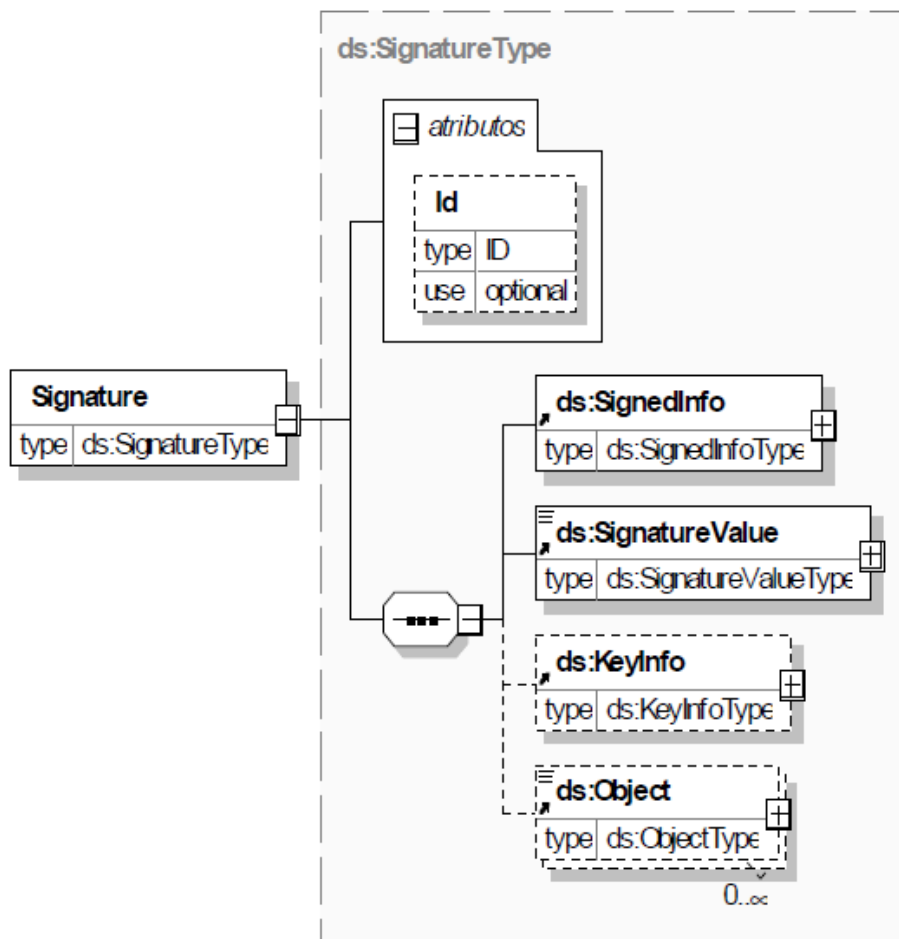 ds:SignatureType
atributos
Id
type ID
use optional
Signature
type ds:SignatureType
ds:SignedInfo
type ds:SignedInfoType
ds:SignatureValue
type ds:SignatureValueType
ds:KeyInfo
type ds:KeyInfoType
ds:Object
type ds:ObjectType
0..∞